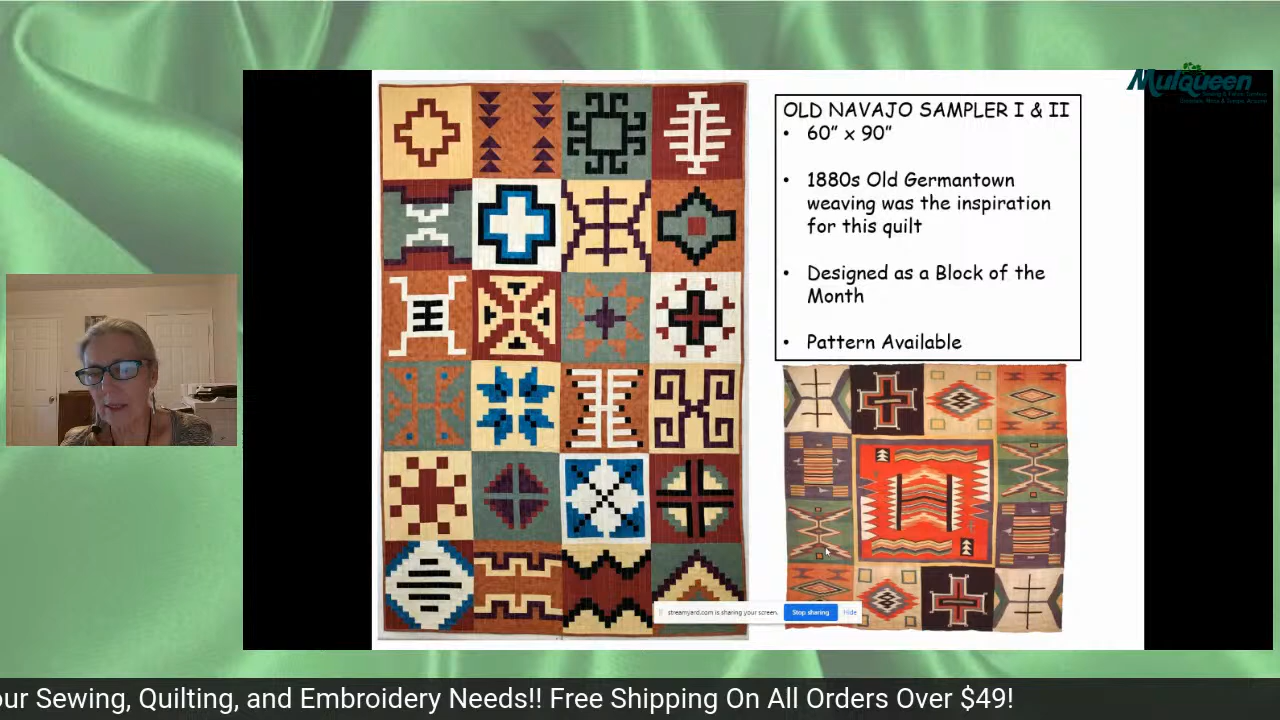 Mulqueen
OLD NAVAJO SAMPLER I & II
• 60” x 90”
• 1880s Old Germantown
weaving was the inspiration
for this quilt
• Designed as a Block of the
Month
• Pattern Available
streamyard.com is sharing your screen.
Stop sharing
Hide
our Sewing, Quilting, and Embroidery Needs!! Free Shipping On All Orders Over $49!